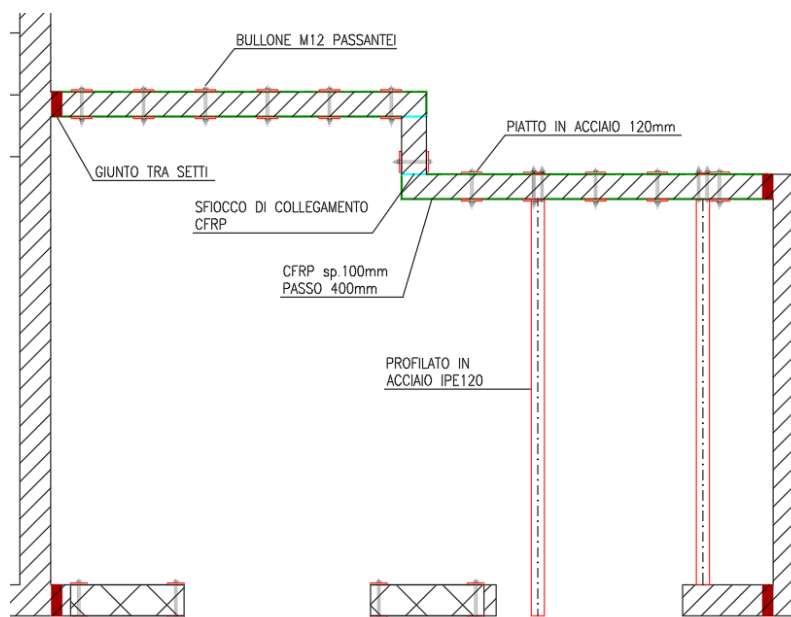 BULLONE M12 PASSANTEI
PIATTO IN ACCIAIO 120mm
GIUNTO TRA SETTI
SFIOCCO DI COLLEGAMENTO
CFRP
CFRP sp.100mm
PASSO 400mm
PROFILATO IN
ACCIAIO IPE120